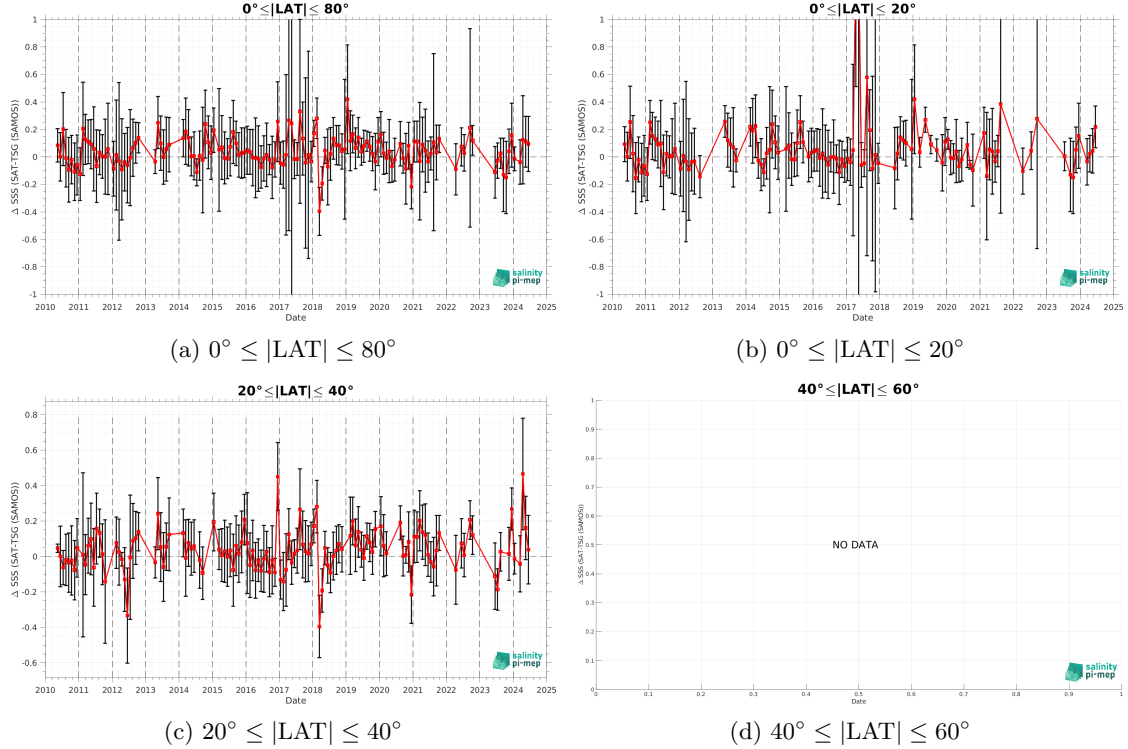 0°≤|LAT|≤ 80°
Δ SSS (SAT-TSG (SAMOS))
1
0.8
0.6
0.4
0.2
0
-0.2
-0.4
-0.6
-0.8
-1
2010 2011 2012 2013 2014 2015 2016 2017 2018 2019 2020 2021 2022 2023 2024 2025
Date
salinity
pi-mep
(a) 0° ≤ |LAT| ≤ 80°
0°≤|LAT|≤ 20°
Δ SSS (SAT-TSG (SAMOS))
1
0.8
0.6
0.4
0.2
0
-0.2
-0.4
-0.6
-0.8
-1
2010 2011 2012 2013 2014 2015 2016 2017 2018 2019 2020 2021 2022 2023 2024 2025
Date
salinity
pi-mep
(b) 0° ≤ |LAT| ≤ 20°
20°≤|LAT|≤ 40°
Δ SSS (SAT-TSG (SAMOS))
0.8
0.6
0.4
0.2
0
-0.2
-0.4
-0.6
2010 2011 2012 2013 2014 2015 2016 2017 2018 2019 2020 2021 2022 2023 2024 2025
Date
salinity
pi-mep
(c) 20° ≤ |LAT| ≤ 40°
40°≤|LAT|≤ 60°
Δ SSS (SAT-TSG (SAMOS))
1
0.9
0.8
0.7
0.6
0.5
0.4
0.3
0.2
0.1
0
NO DATA
0 0.1 0.2 0.3 0.4 0.5 0.6 0.7 0.8 0.9 1
Date
salinity
pi-mep
(d) 40° ≤ |LAT| ≤ 60°